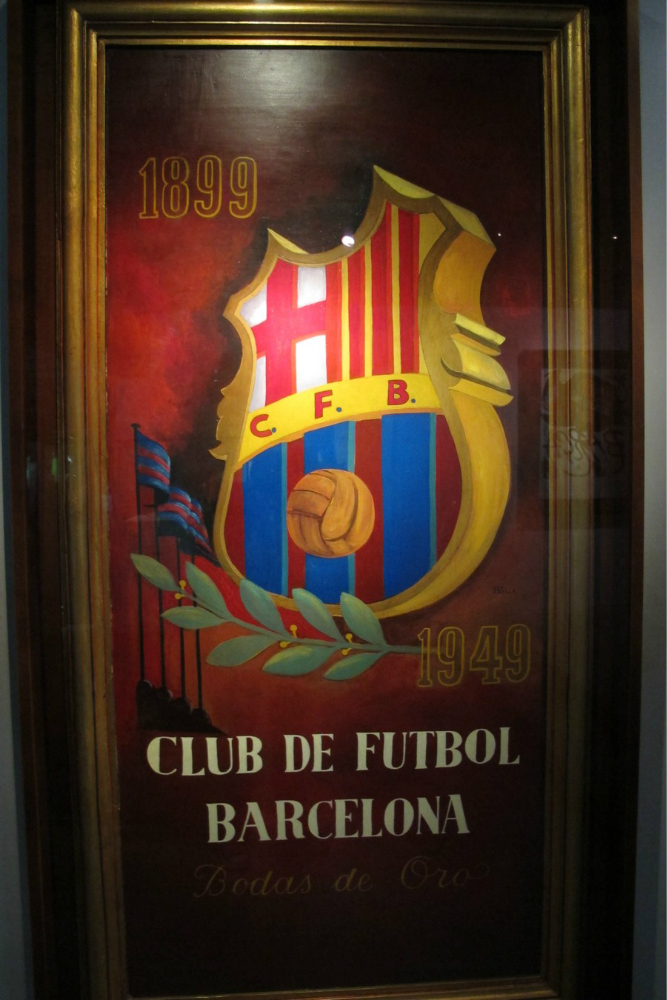 1899
C. F. B.
1949
CLUB DE FUTBOL
BARCELONA
Bodas de Oro